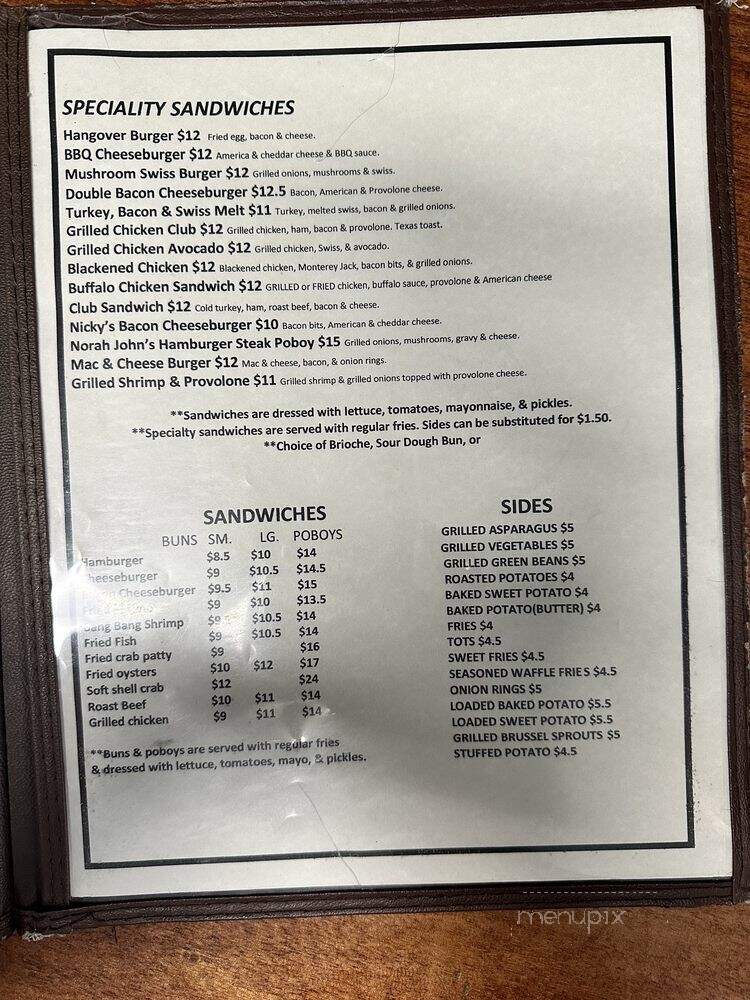 SPECIALITY SANDWICHES
Hangover Burger $12 Fried egg, bacon & cheese.
BBQ Cheeseburger $12 America & cheddar cheese & BBQ sauce.
Mushroom Swiss Burger $12 Grilled onions, mushrooms & swiss.
Double Bacon Cheeseburger $12.5 Bacon, American & Provolone cheese.
Turkey, Bacon & Swiss Melt $11 Turkey, melted swiss, bacon & grilled onions.
Grilled Chicken Club $12 Grilled chicken, ham, bacon & provolone. Texas toast.
Grilled Chicken Avocado $12 Grilled chicken, Swiss, & avocado.
Blackened Chicken $12 Blackened chicken, Monterey Jack, bacon bits, & grilled onions.
Buffalo Chicken Sandwich $12 GRILLED or FRIED chicken, buffalo sauce, provolone & American cheese
Club Sandwich $12 Cold turkey, ham, roast beef, bacon & cheese.
Nicky's Bacon Cheeseburger $10 Bacon bits, American & cheddar cheese.
Norah John's Hamburger Steak Poboy $15 Grilled onions, mushrooms, gravy & cheese.
Mac & Cheese Burger $12 Mac & cheese, bacon, & onion rings.
Grilled Shrimp & Provolone $11 Grilled shrimp & grilled onions topped with provolone cheese.
**Sandwiches are dressed with lettuce, tomatoes, mayonnaise, & pickles.
**Specialty sandwiches are served with regular fries. Sides can be substituted for $1.50.
**Choice of Brioche, Sour Dough Bun, or
SANDWICHES
BUNS SM. LG. POBOYS
Hamburger $8.5 $10 $14
Cheeseburger $9 $10.5 $14.5
Bacon Cheeseburger $9.5 $11 $15
$9 $10 $13.5
Bang Bang Shrimp $10.5 $14
Fried Fish $9 $10.5 $14
Fried crab patty $9 $16
Fried oysters $10 $12 $17
Soft shell crab $12 $24
Roast Beef $10 $11 $14
Grilled chicken $9 $11 $14
**Buns & poboys are served with regular fries
& dressed with lettuce, tomatoes, mayo, & pickles.
SIDES
GRILLED ASPARAGUS $5
GRILLED VEGETABLES $5
GRILLED GREEN BEANS $5
ROASTED POTATOES $4
BAKED SWEET POTATO $4
BAKED POTATO(BUTTER) $4
FRIES $4
TOTS $4.5
SWEET FRIES $4.5
SEASONED WAFFLE FRIES $4.5
ONION RINGS $5
LOADED BAKED POTATO $5.5
LOADED SWEET POTATO $5.5
GRILLED BRUSSEL SPROUTS $5
STUFFED POTATO $4.5
menupix